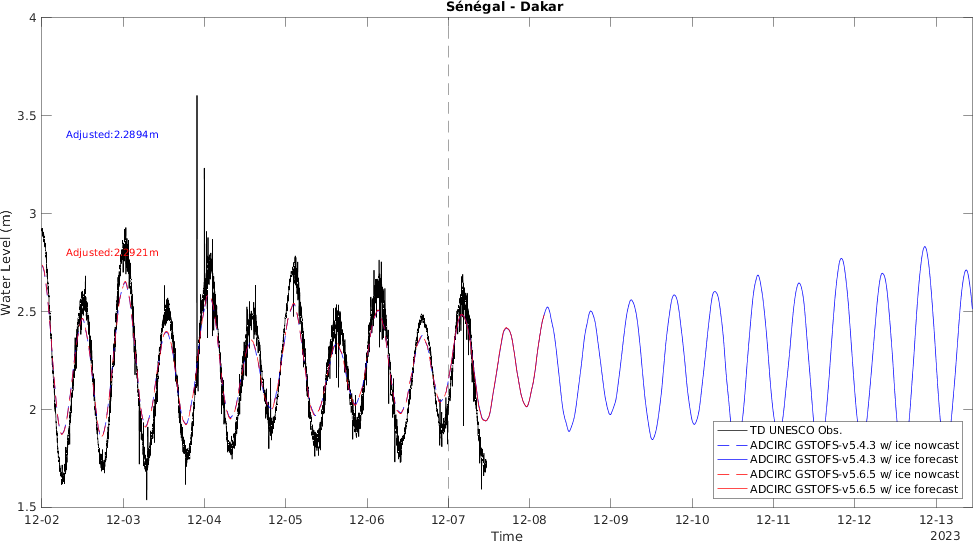 Sénégal - Dakar
4
3.5
3
2.5
2
1.5
Water Level (m)
Adjusted:2.2894m
Adjusted:2.2921m
TD UNESCO Obs.
ADCIRC GSTOFS-v5.4.3 w/ ice nowcast
ADCIRC GSTOFS-v5.4.3 w/ ice forecast
ADCIRC GSTOFS-v5.6.5 w/ ice nowcast
ADCIRC GSTOFS-v5.6.5 w/ ice forecast
12-02 12-03 12-04 12-05 12-06 12-07 12-08 12-09 12-10 12-11 12-12 12-13
Time
2023